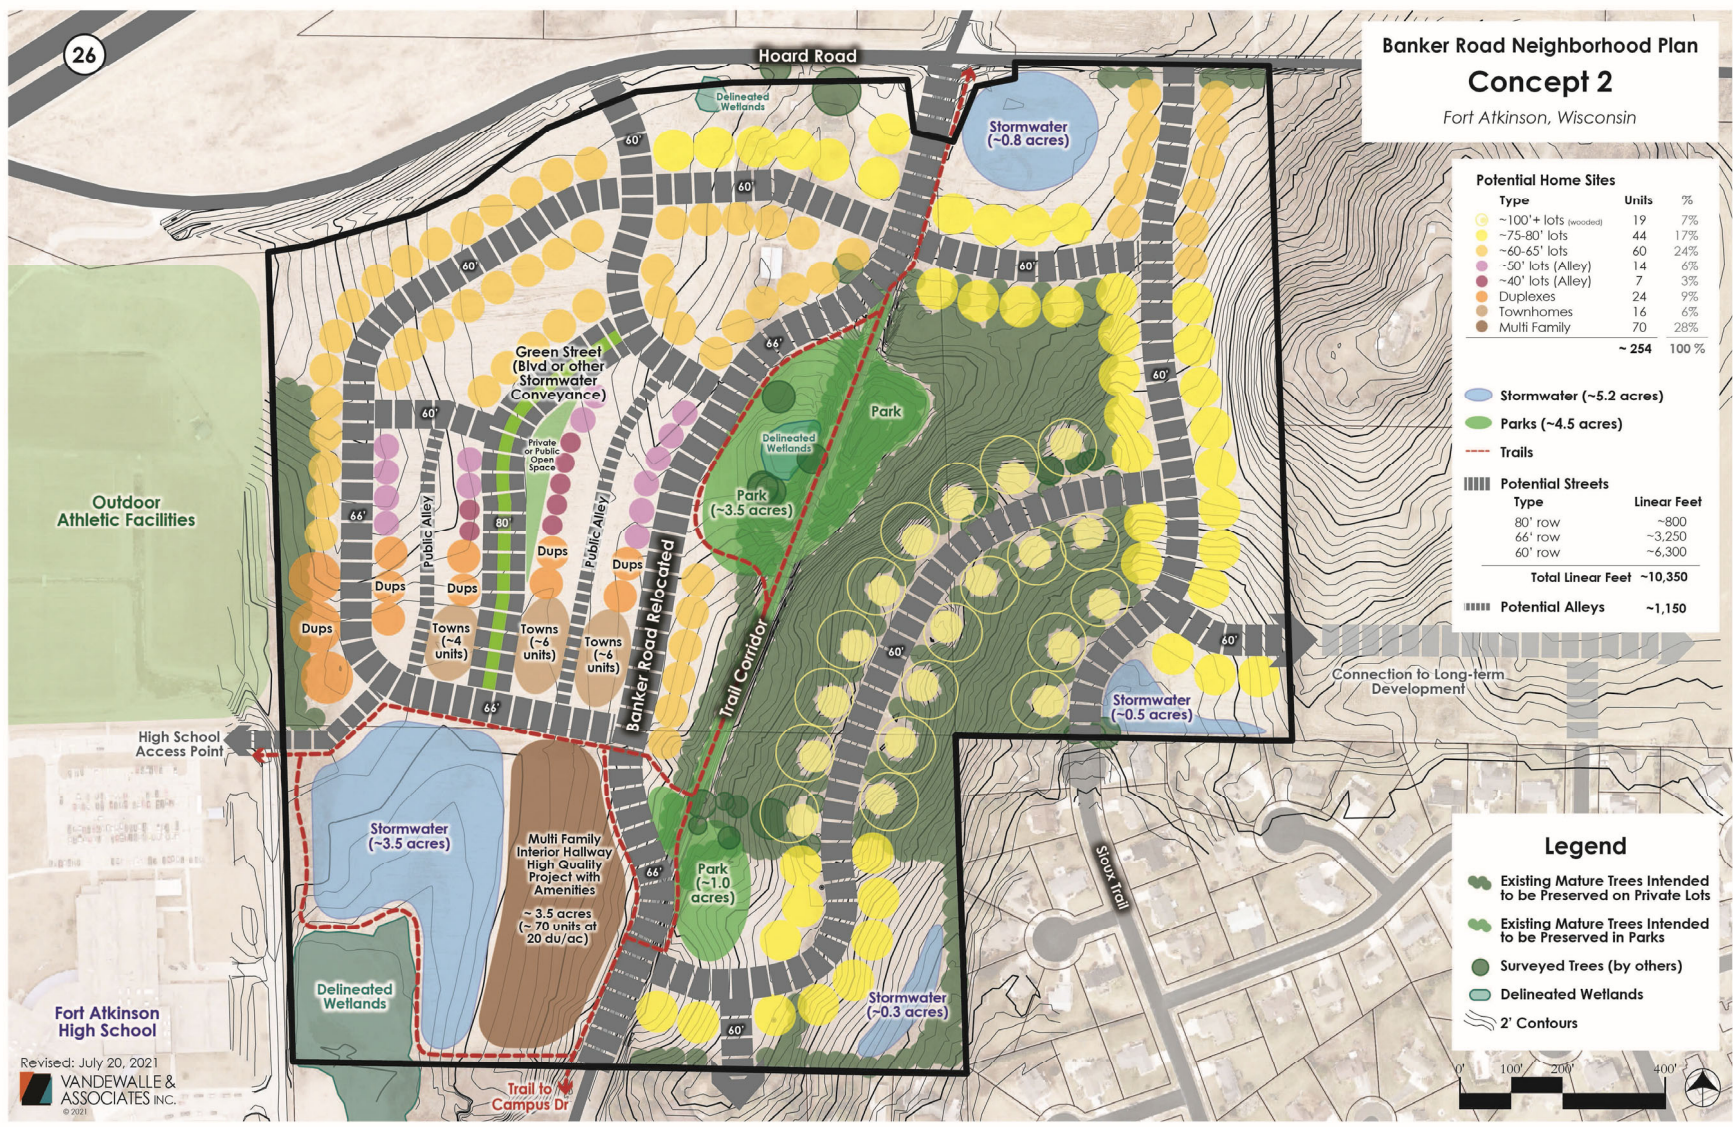 Banker Road Neighborhood Plan
Concept 2
Fort Atkinson, Wisconsin
26
Hoard Road
Delineated
Wetlands
Stormwater
(~0.8 acres)
60'
60'
60'
60'
66'
60'
60'
66'
80'
60'
60'
66'
66'
60'
Green Street
(Blvd or other
Stormwater
Conveyance)
Private
or Public
Open
Space
Park
Delineated
Wetlands
Park
(~3.5 acres)
Outdoor
Athletic Facilities
Public Alley
Public Alley
Dups
Dups
Dups
Dups
Dups
Towns
(~4
units)
Towns
(~6
units)
Towns
(~6
units)
Banker Road Relocated
Trail Corridor
High School
Access Point
Stormwater
(~3.5 acres)
Multi Family
Interior Hallway
High Quality
Project with
Amenities
~ 3.5 acres
(~ 70 units at
20 du/ac)
Park
(~1.0
acres)
Stormwater
(~0.5 acres)
Connection to Long-term
Development
Sioux Trail
Delineated
Wetlands
Stormwater
(~0.3 acres)
Fort Atkinson
High School
Trail to
Campus Dr
Revised: July 20, 2021
VANDEWALLE &
ASSOCIATES INC.
© 2021
Potential Home Sites
Type Units %
~100'+ lots (wooded) 19 7%
~75-80' lots 44 17%
~60-65' lots 60 24%
~50' lots (Alley) 14 6%
~40' lots (Alley) 7 3%
Duplexes 24 9%
Townhomes 16 6%
Multi Family 70 28%
~ 254 100 %
Stormwater (~5.2 acres)
Parks (~4.5 acres)
Trails
Potential Streets
Type Linear Feet
80' row ~800
66' row ~3,250
60' row ~6,300
Total Linear Feet ~10,350
Potential Alleys ~1,150
Legend
Existing Mature Trees Intended
to be Preserved on Private Lots
Existing Mature Trees Intended
to be Preserved in Parks
Surveyed Trees (by others)
Delineated Wetlands
2' Contours
0' 100' 200' 400'